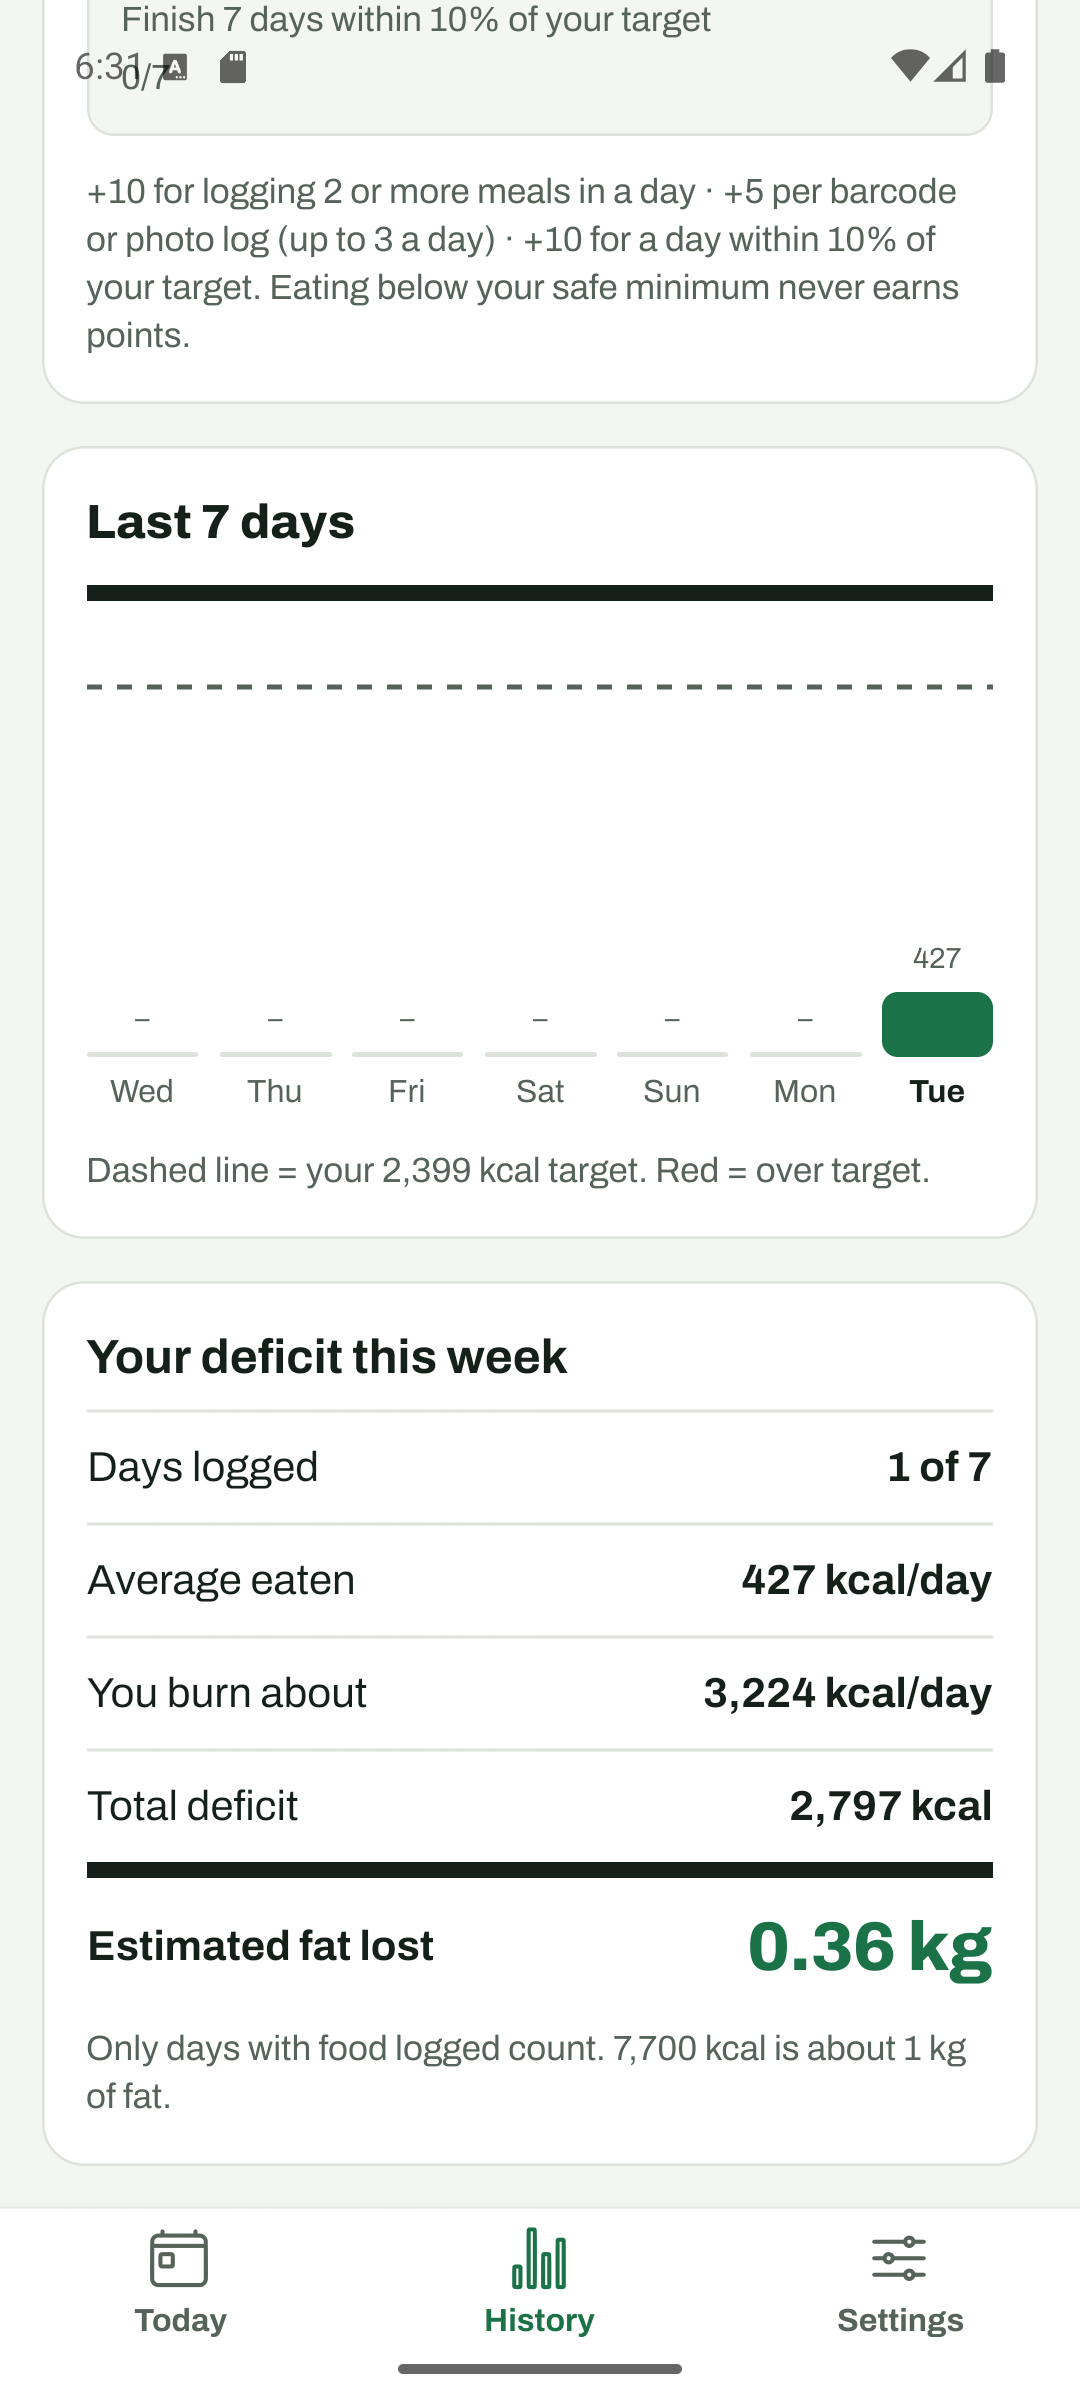 Finish 7 days within 10% of your target
6:31
0/7
+10 for logging 2 or more meals in a day · +5 per barcode
or photo log (up to 3 a day) · +10 for a day within 10% of
your target. Eating below your safe minimum never earns
points.
Last 7 days
427
– – – – – –
Wed Thu Fri Sat Sun Mon Tue
Dashed line = your 2,399 kcal target. Red = over target.
Your deficit this week
Days logged 1 of 7
Average eaten 427 kcal/day
You burn about 3,224 kcal/day
Total deficit 2,797 kcal
Estimated fat lost 0.36 kg
Only days with food logged count. 7,700 kcal is about 1 kg
of fat.
Today History Settings